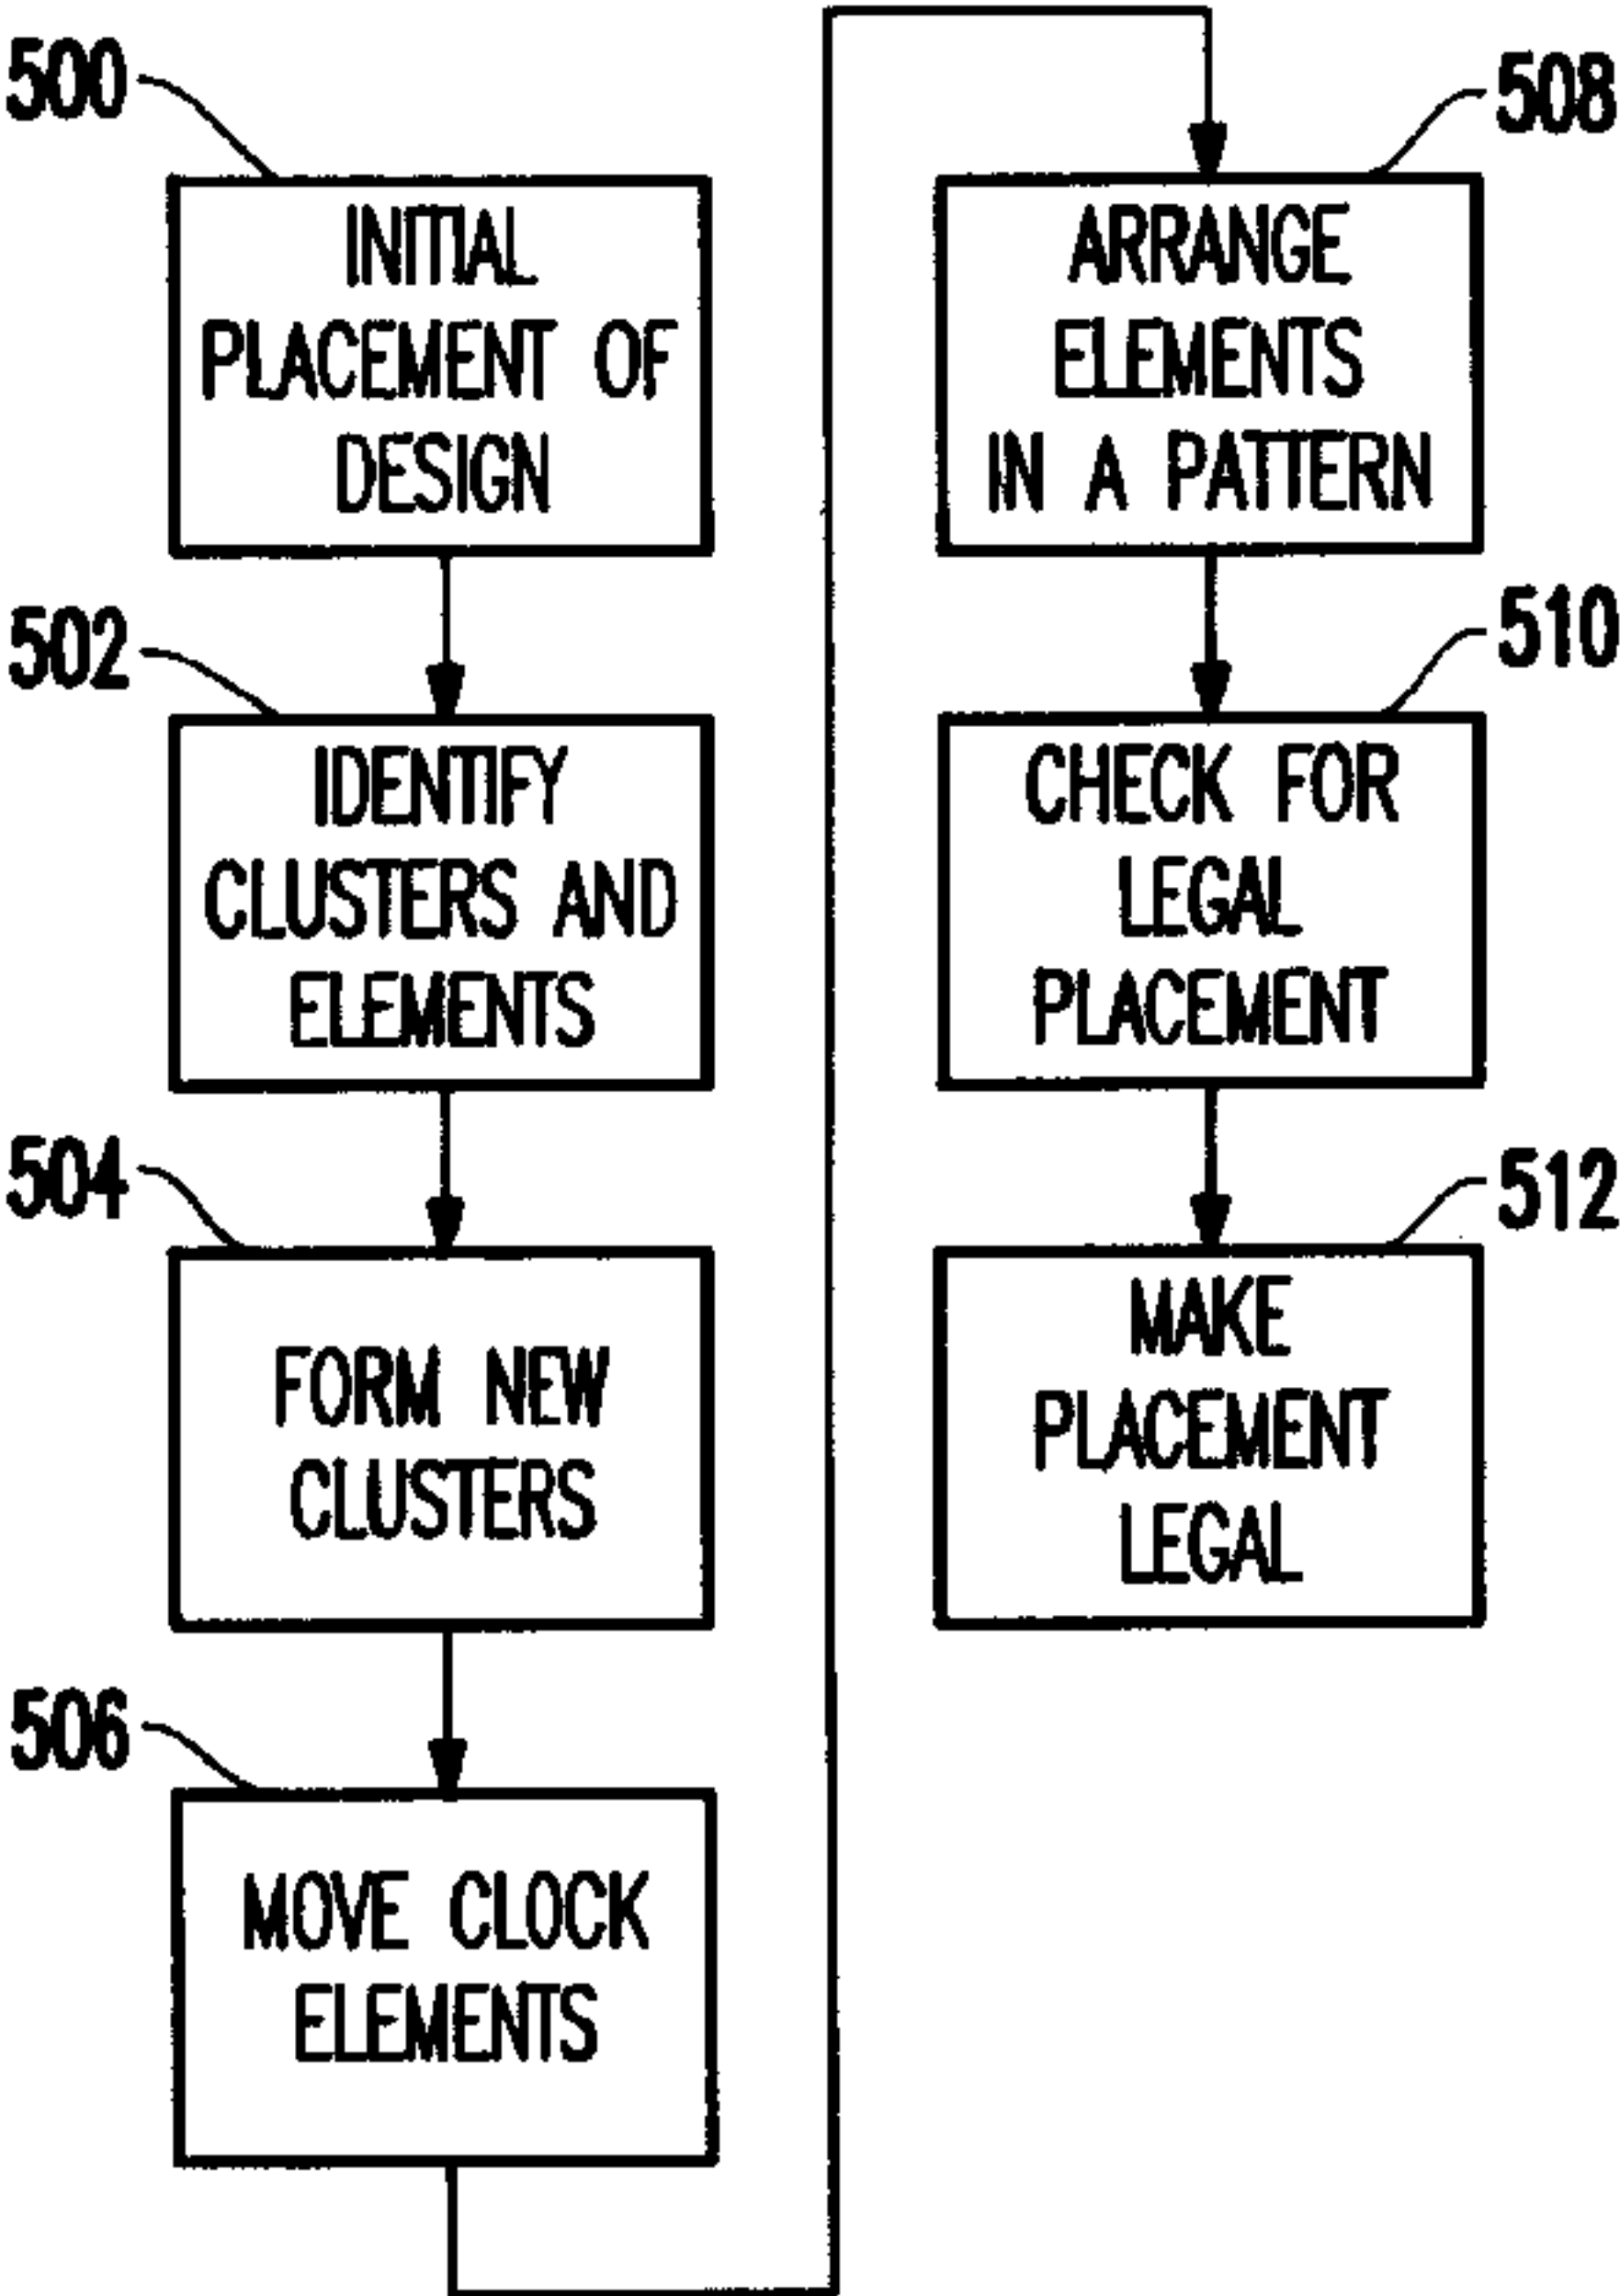 500
INITIAL
PLACEMENT OF
DESIGN
502
IDENTIFY
CLUSTERS AND
ELEMENTS
504
FORM NEW
CLUSTERS
506
MOVE CLOCK
ELEMENTS
508
ARRANGE
ELEMENTS
IN A PATTERN
510
CHECK FOR
LEGAL
PLACEMENT
512
MAKE
PLACEMENT
LEGAL